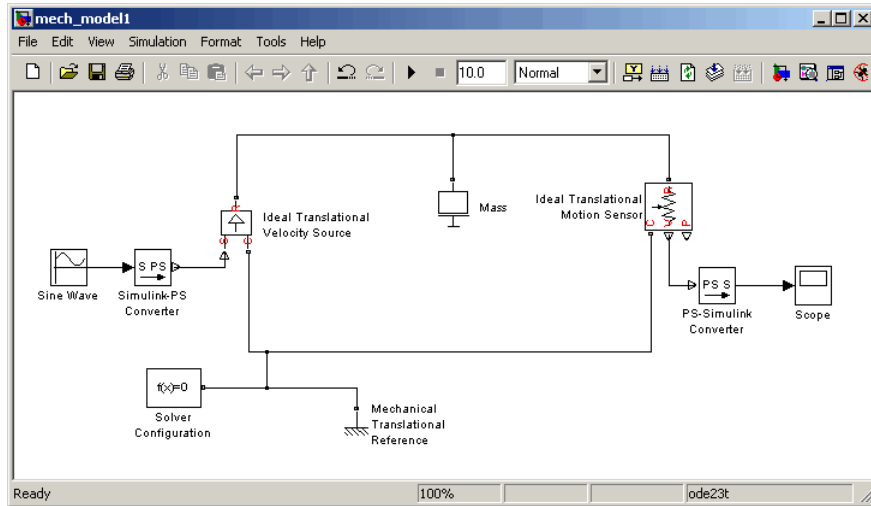 mech_model1
File Edit View Simulation Format Tools Help
10.0 Normal
Ideal Translational
Velocity Source
R
S
C
Mass
Ideal Translational
Motion Sensor
R
C
V
P
Sine Wave
S PS
Simulink-PS
Converter
PS S
PS-Simulink
Converter
Scope
f(x)=0
Solver
Configuration
Mechanical
Translational
Reference
Ready 100% ode23t